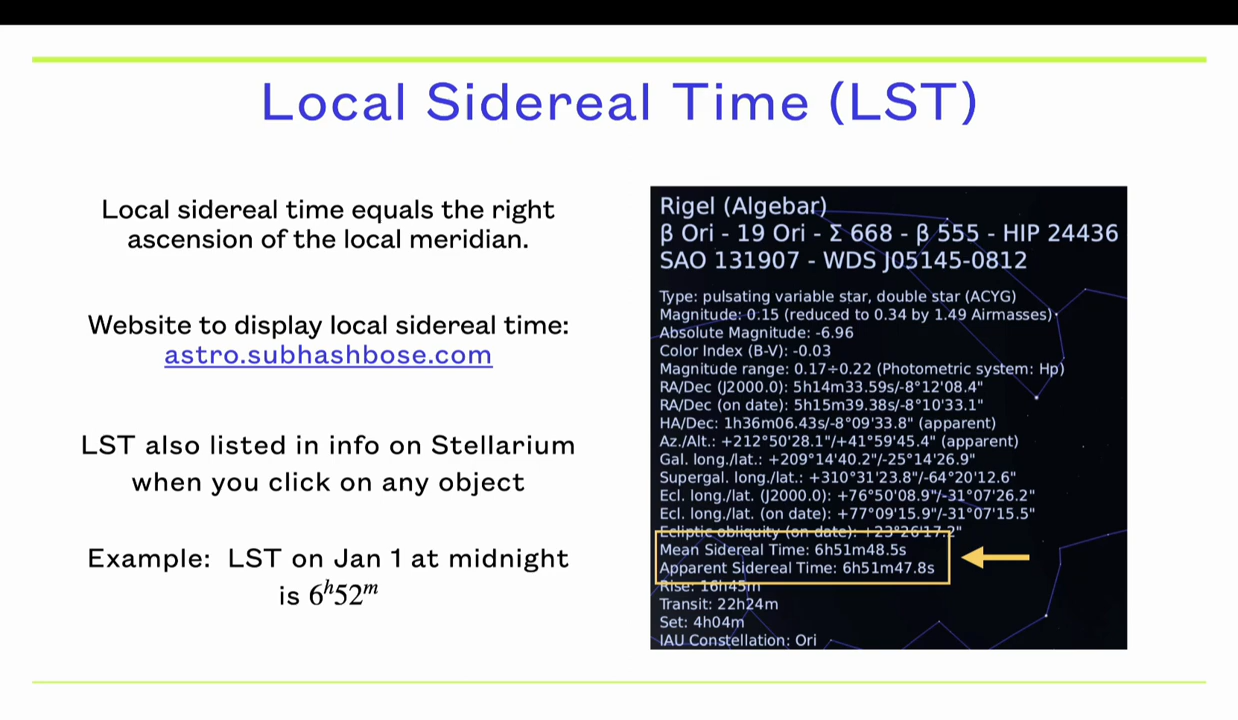 Local Sidereal Time (LST)
Local sidereal time equals the right
ascension of the local meridian.
Website to display local sidereal time:
astro.subhashbose.com
LST also listed in info on Stellarium
when you click on any object
Example: LST on Jan 1 at midnight
is 6ʰ52ᵐ
Rigel (Algebar)
β Ori - 19 Ori - Σ 668 - β 555 - HIP 24436
SAO 131907 - WDS J05145-0812
Type: pulsating variable star, double star (ACYG)
Magnitude: 0.15 (reduced to 0.34 by 1.49 Airmasses)
Absolute Magnitude: -6.96
Color Index (B-V): -0.03
Magnitude range: 0.17÷0.22 (Photometric system: Hp)
RA/Dec (J2000.0): 5h14m33.59s/-8°12'08.4"
RA/Dec (on date): 5h15m39.38s/-8°10'33.1"
HA/Dec: 1h36m06.43s/-8°09'33.8" (apparent)
Az./Alt.: +212°50'28.1"/+41°59'45.4" (apparent)
Gal. long./lat.: +209°14'40.2"/-25°14'26.9"
Supergal. long./lat.: +310°31'23.8"/-64°20'12.6"
Ecl. long./lat. (J2000.0): +76°50'08.9"/-31°07'26.2"
Ecl. long./lat. (on date): +77°09'15.9"/-31°07'15.5"
Ecliptic obliquity (on date): +23°26'17.2"
Mean Sidereal Time: 6h51m48.5s
Apparent Sidereal Time: 6h51m47.8s
Rise: 16h45m
Transit: 22h24m
Set: 4h04m
IAU Constellation: Ori